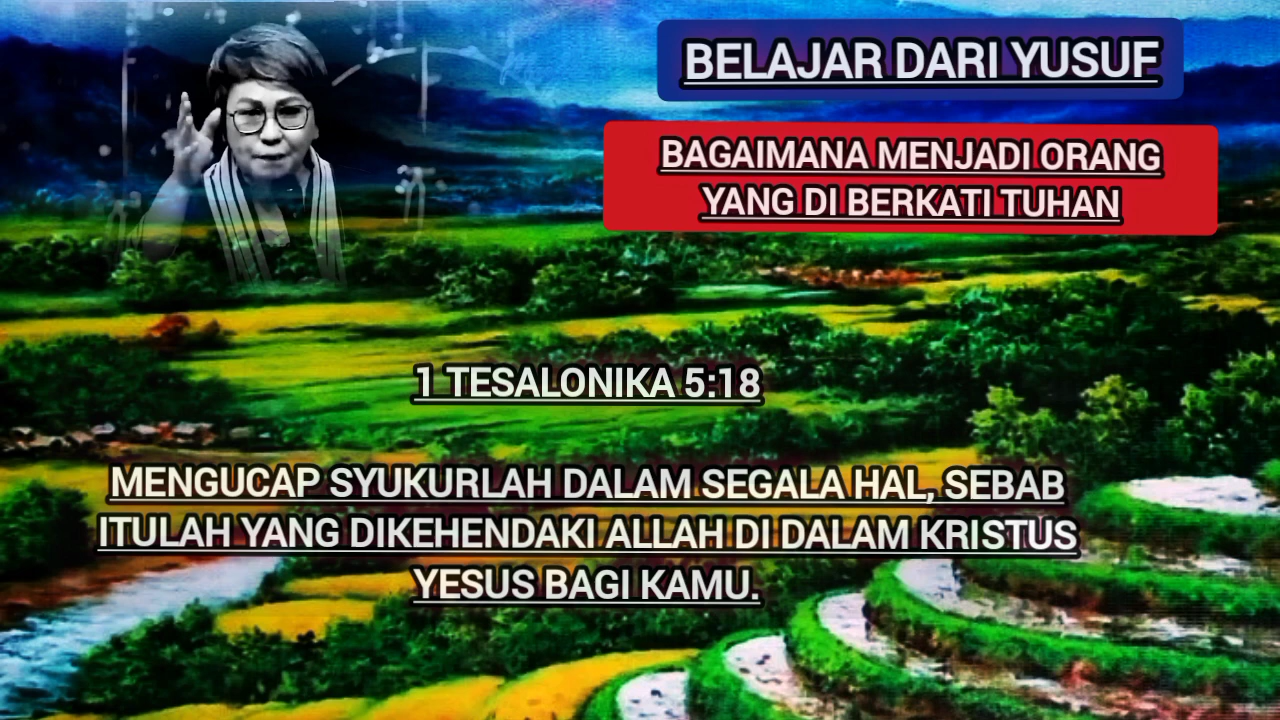 BELAJAR DARI YUSUF
BAGAIMANA MENJADI ORANG
YANG DI BERKATI TUHAN
1 TESALONIKA 5:18
MENGUCAP SYUKURLAH DALAM SEGALA HAL, SEBAB
ITULAH YANG DIKEHENDAKI ALLAH DI DALAM KRISTUS
YESUS BAGI KAMU.